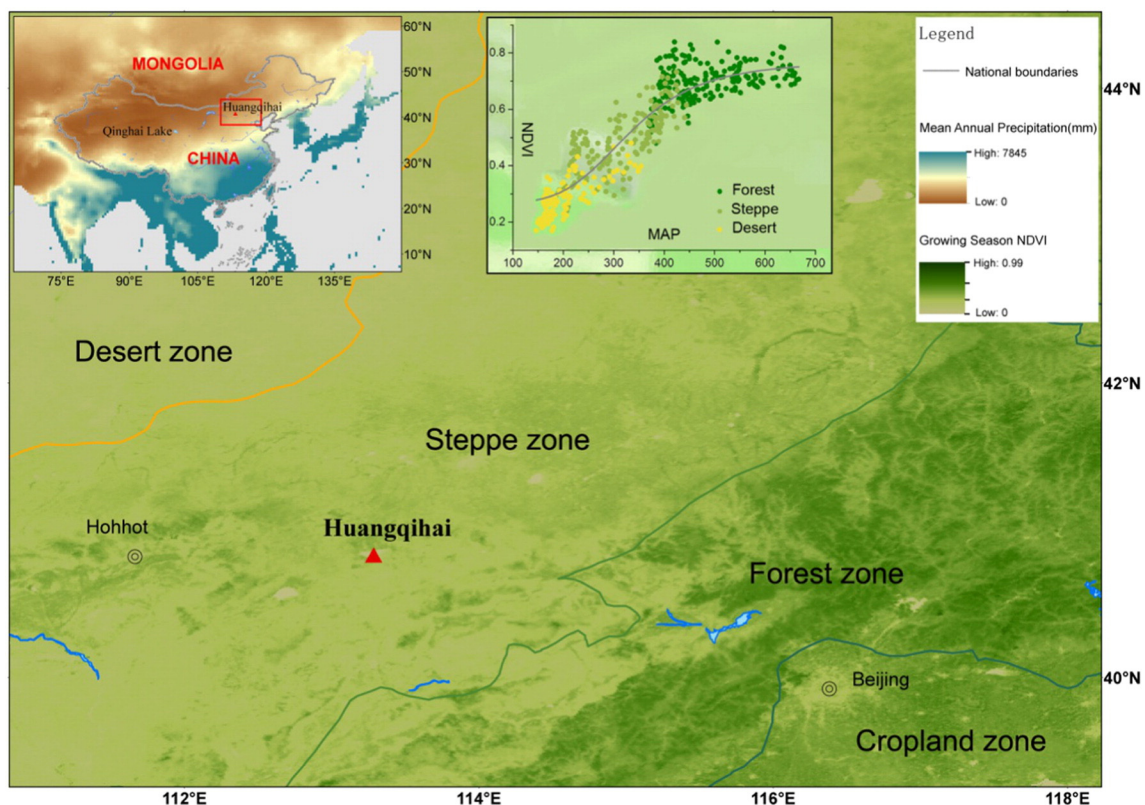 MONGOLIA
Huangqihai
Qinghai Lake
CHINA
60°N
50°N
40°N
30°N
20°N
10°N
75°E
90°E
105°E
120°E
135°E
NDVI
0.8
0.6
0.4
0.2
Forest
Steppe
Desert
MAP
100
200
300
400
500
600
700
Legend
National boundaries
Mean Annual Precipitation(mm)
High: 7845
Low: 0
Growing Season NDVI
High: 0.99
Low: 0
Desert zone
Steppe zone
Hohhot
Huangqihai
Forest zone
Beijing
Cropland zone
44°N
42°N
40°N
112°E
114°E
116°E
118°E